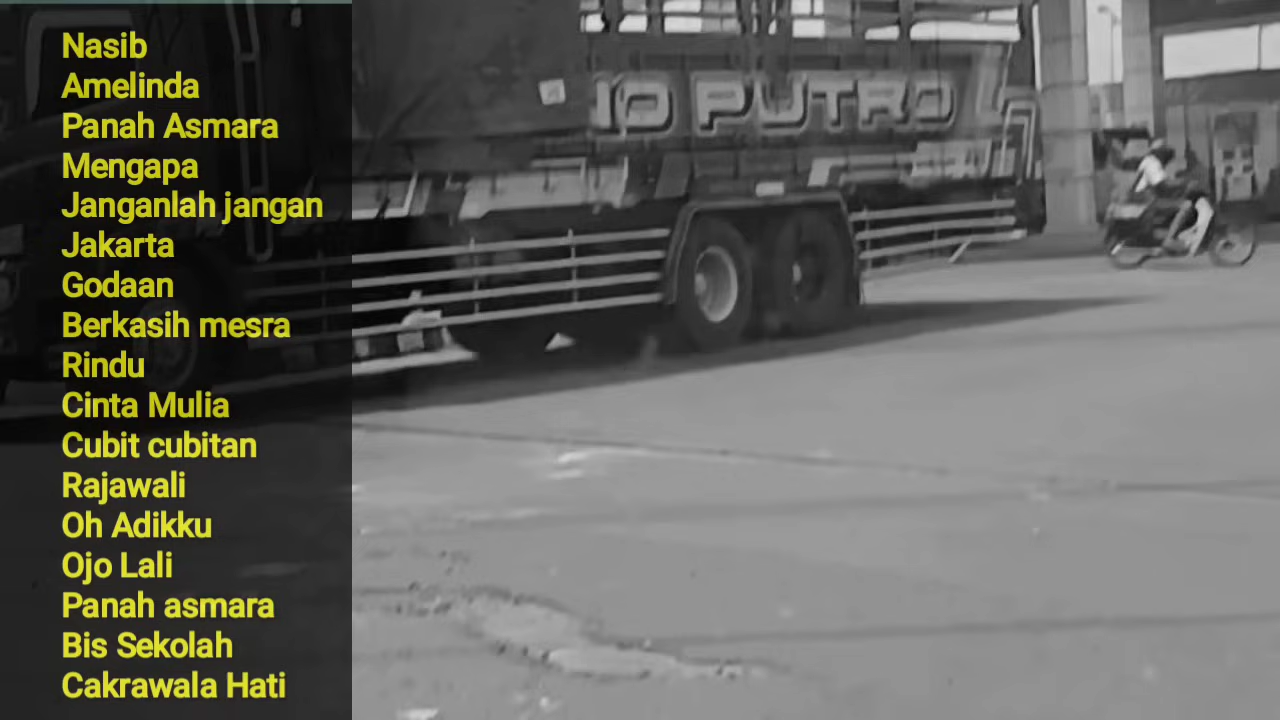 Nasib
Amelinda
Panah Asmara
Mengapa
Janganlah jangan
Jakarta
Godaan
Berkasih mesra
Rindu
Cinta Mulia
Cubit cubitan
Rajawali
Oh Adikku
Ojo Lali
Panah asmara
Bis Sekolah
Cakrawala Hati
PUTRO